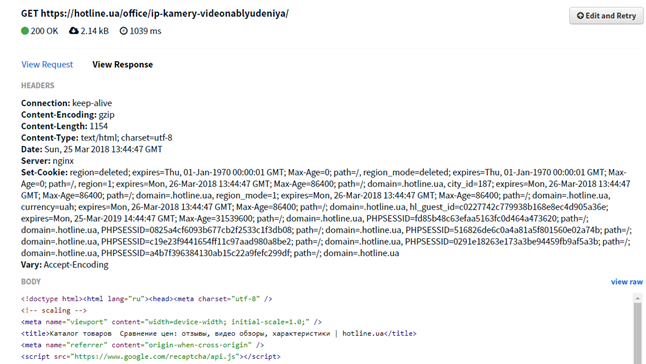 GET https://hotline.ua/office/ip-kamery-videonablyudeniya/
Edit and Retry
200 OK 2.14 kB 1039 ms
View Request View Response
HEADERS
Connection: keep-alive
Content-Encoding: gzip
Content-Length: 1154
Content-Type: text/html; charset=utf-8
Date: Sun, 25 Mar 2018 13:44:47 GMT
Server: nginx
Set-Cookie: region=deleted; expires=Thu, 01-Jan-1970 00:00:01 GMT; Max-Age=0; path=/, region_mode=deleted; expires=Thu, 01-Jan-1970 00:00:01 GMT; Max-
Age=0; path=/, region=1; expires=Mon, 26-Mar-2018 13:44:47 GMT; Max-Age=86400; path=/; domain=.hotline.ua, city_id=187; expires=Mon, 26-Mar-2018 13:44:47
GMT; Max-Age=86400; path=/; domain=.hotline.ua, region_mode=1; expires=Mon, 26-Mar-2018 13:44:47 GMT; Max-Age=86400; path=/; domain=.hotline.ua,
currency=uah; expires=Mon, 26-Mar-2018 13:44:47 GMT; Max-Age=86400; path=/; domain=.hotline.ua, hl_guest_id=c0227742c779938b168e8ec4d905a36e;
expires=Mon, 25-Mar-2019 14:44:47 GMT; Max-Age=31539600; path=/; domain=.hotline.ua, PHPSESSID=fd85b48c63efaa5163fc0d464a473620; path=/;
domain=.hotline.ua, PHPSESSID=0825a4cf6093b677cb2f2533c1f3db08; path=/; domain=.hotline.ua, PHPSESSID=516826de6c0a4a81a5f801560e02a74b; path=/;
domain=.hotline.ua, PHPSESSID=c19e23f9441654ff11c97aad980a8be2; path=/; domain=.hotline.ua, PHPSESSID=0291e18263e173a3be94459fb9af5a3b; path=/;
domain=.hotline.ua, PHPSESSID=a4b7f396384130ab15c22a9fefc299df; path=/; domain=.hotline.ua
Vary: Accept-Encoding
BODY view raw
<!doctype html><html lang="ru"><head><meta charset="utf-8" />
<!-- scaling -->
<meta name="viewport" content="width=device-width; initial-scale=1.0;" />
<title>Каталог товаров  Сравнение цен: отзывы, видео обзоры, характеристики | hotline.ua</title>
<meta name="referrer" content="origin-when-cross-origin" />
<script src="https://www.google.com/recaptcha/api.js"></script>